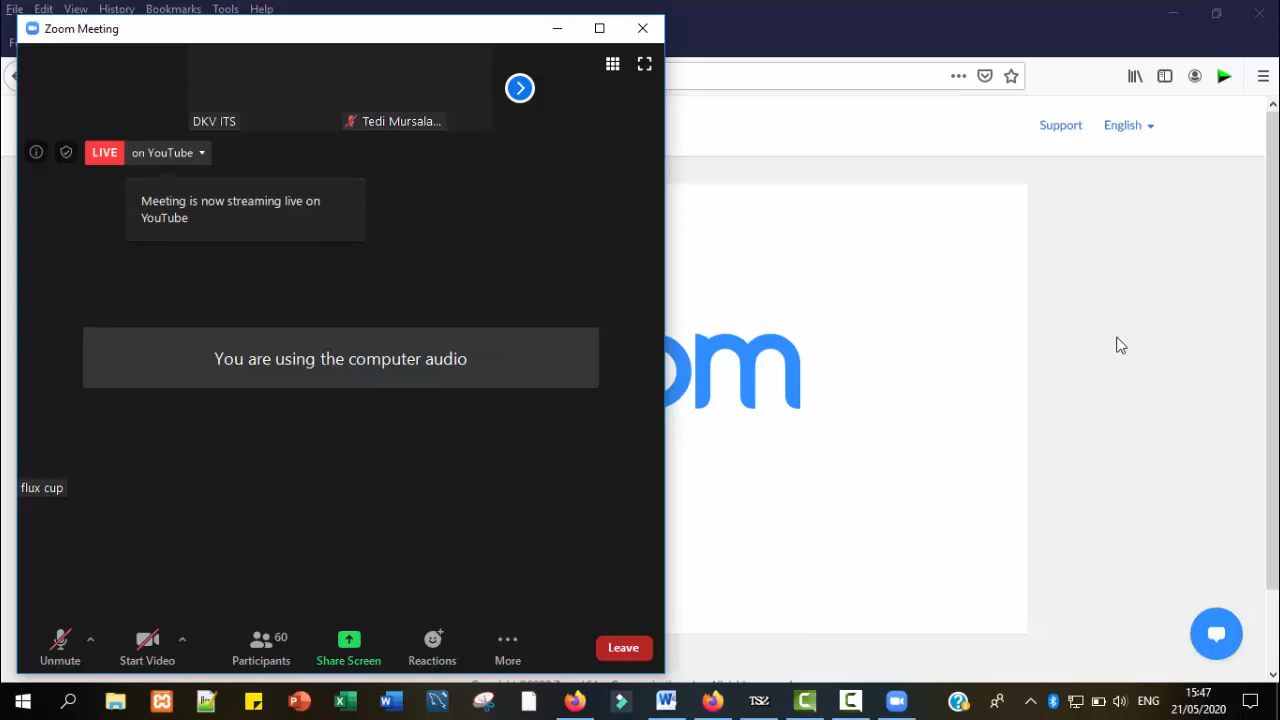 File Edit View History Bookmarks Tools Help
Zoom Meeting
DKV ITS
Tedi Mursala...
LIVE on YouTube
Meeting is now streaming live on
YouTube
Support English
You are using the computer audio
om
flux cup
60
Unmute Start Video Participants Share Screen Reactions More Leave
ENG
15:47
21/05/2020